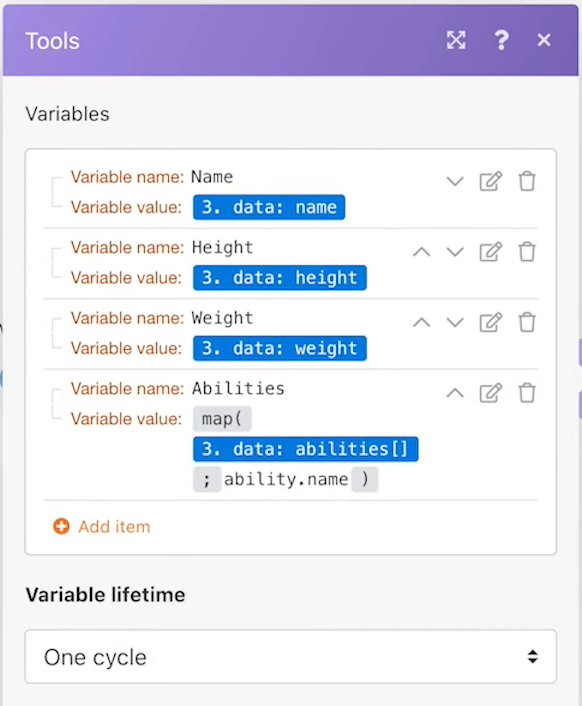 Tools ?
Variables
Variable name: Name
Variable value: 3. data: name
Variable name: Height
Variable value: 3. data: height
Variable name: Weight
Variable value: 3. data: weight
Variable name: Abilities
Variable value: map(
3. data: abilities[]
; ability.name )
Add item
Variable lifetime
One cycle